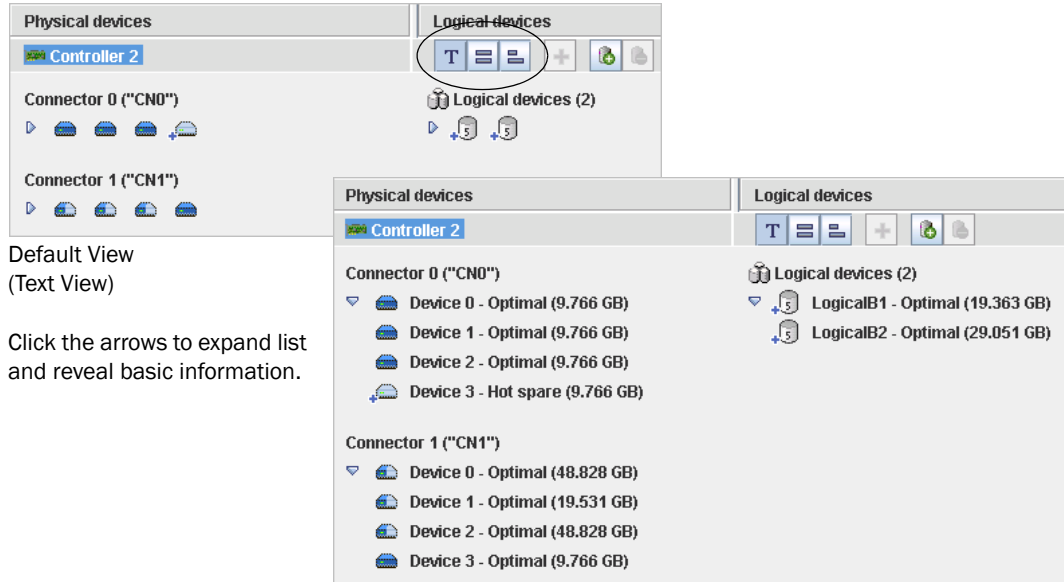 Physical devices
Logical devices
Controller 2
T
Connector 0 ("CN0")
Logical devices (2)
5 5
Connector 1 ("CN1")
Default View
(Text View)
Click the arrows to expand list
and reveal basic information.
Physical devices
Logical devices
Controller 2
T
Connector 0 ("CN0")
Logical devices (2)
Device 0 - Optimal (9.766 GB)
5 LogicalB1 - Optimal (19.363 GB)
Device 1 - Optimal (9.766 GB)
5 LogicalB2 - Optimal (29.051 GB)
Device 2 - Optimal (9.766 GB)
Device 3 - Hot spare (9.766 GB)
Connector 1 ("CN1")
Device 0 - Optimal (48.828 GB)
Device 1 - Optimal (19.531 GB)
Device 2 - Optimal (48.828 GB)
Device 3 - Optimal (9.766 GB)